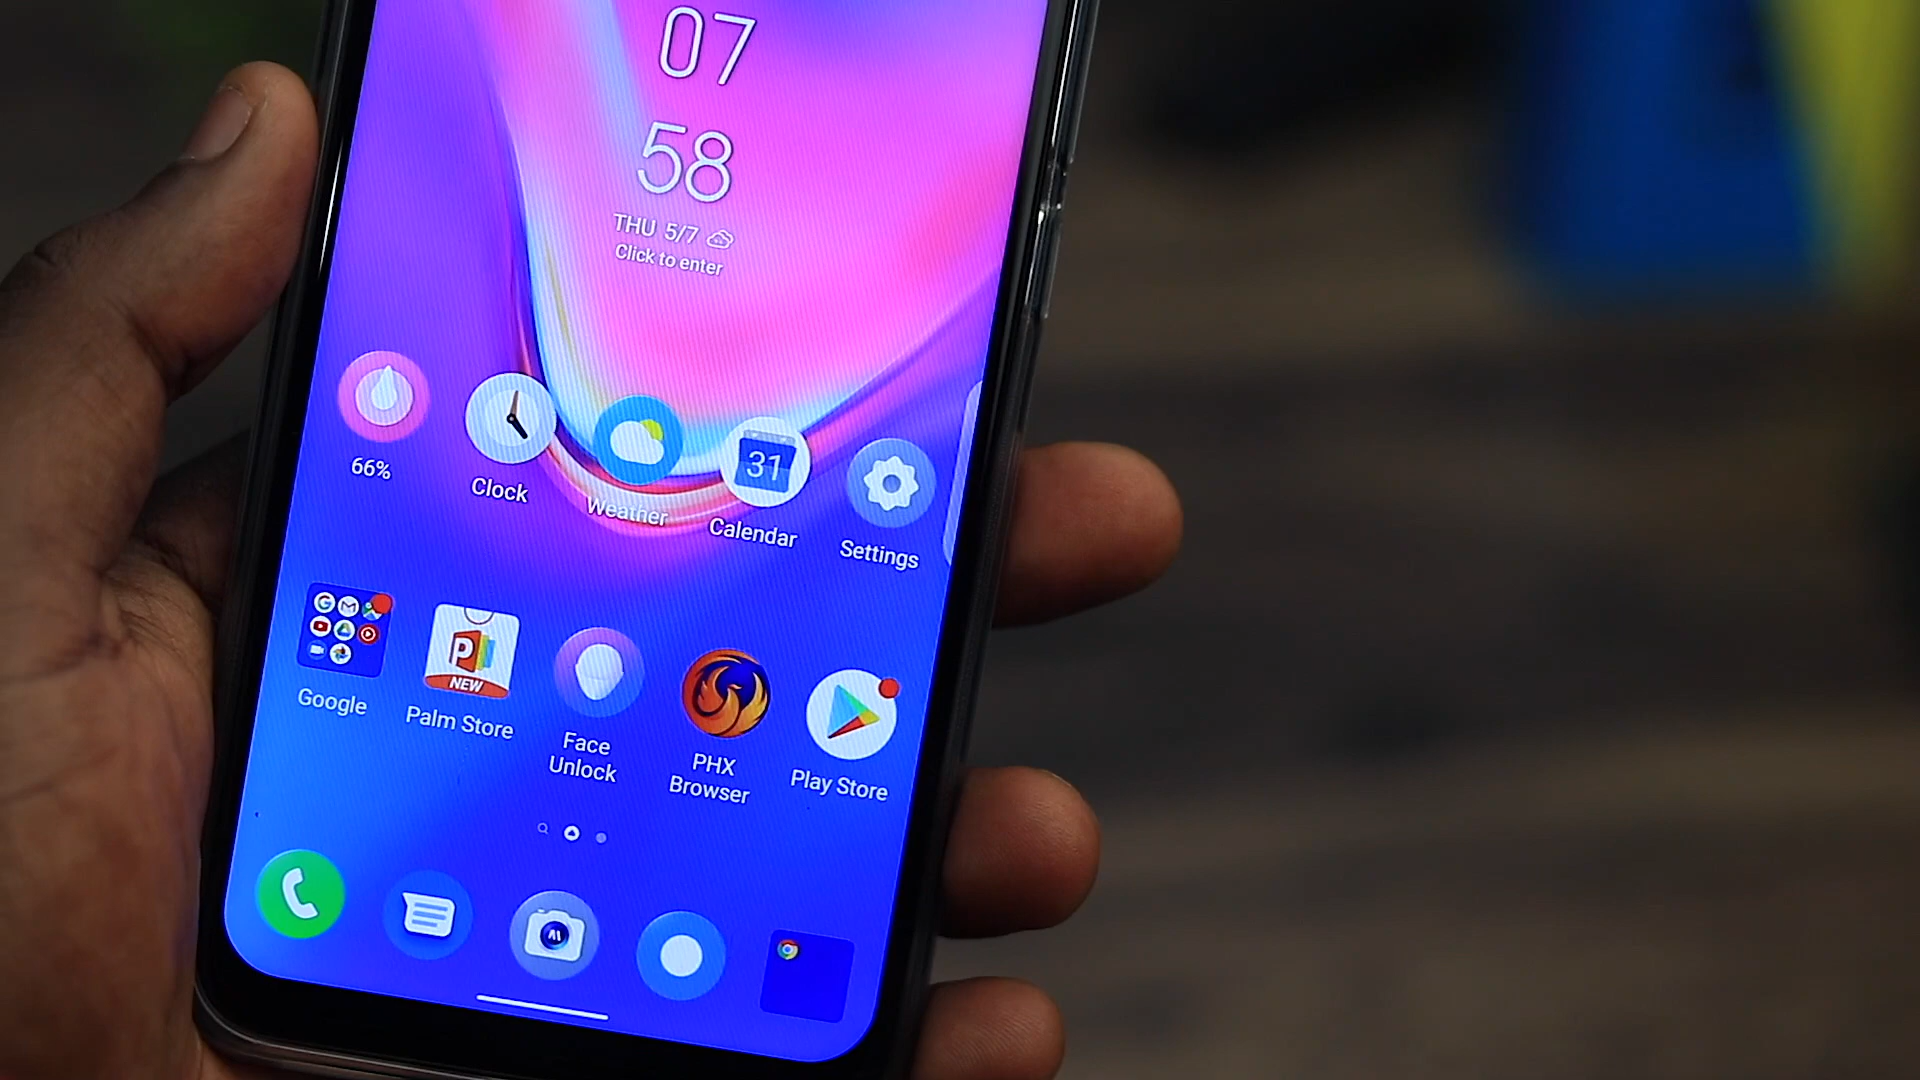 07
58
THU 5/7
Click to enter
66%
Clock
Weather
31
Calendar
Settings
Google
P
NEW
Palm Store
Face
Unlock
PHX
Browser
Play Store